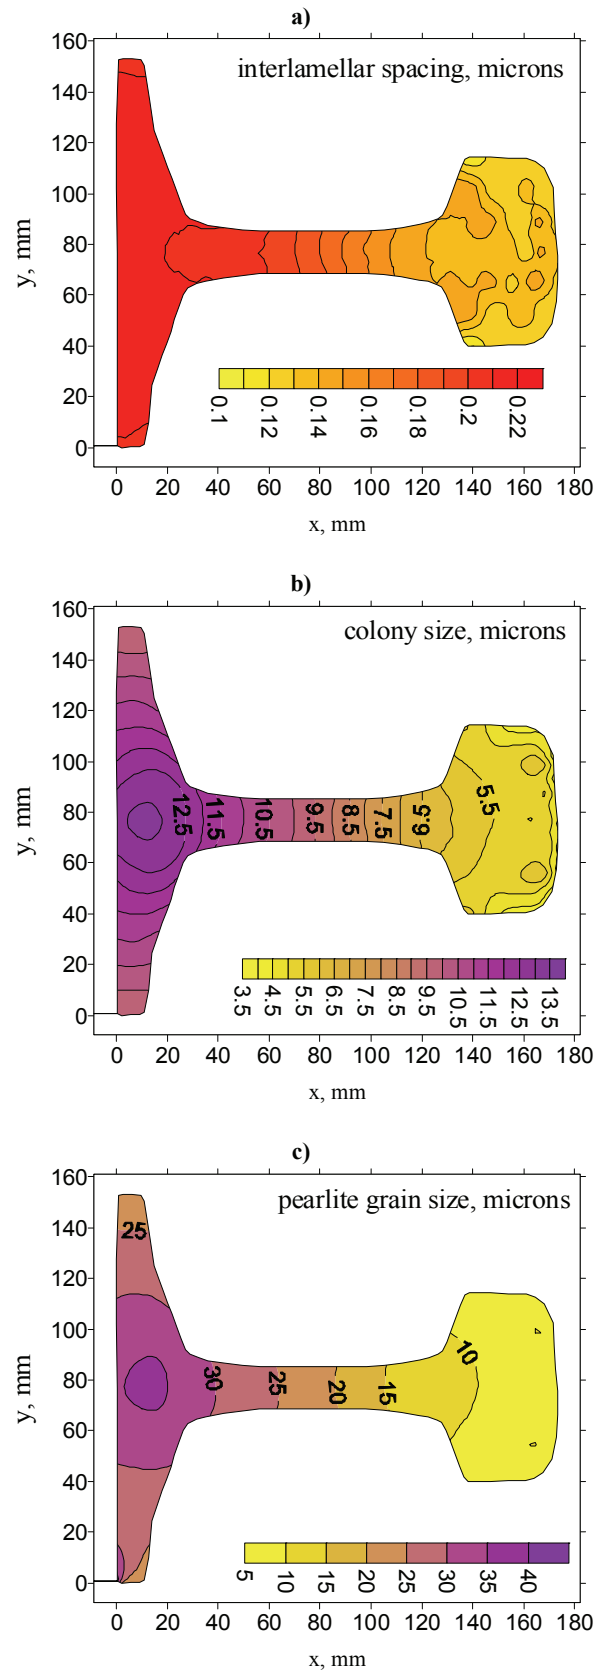 a)
interlamellar spacing, microns
160
140
120
100
80
60
40
20
0
y, mm
0.1 0.12 0.14 0.16 0.18 0.2 0.22
0 20 40 60 80 100 120 140 160 180
x, mm
b)
colony size, microns
160
140
120
100
80
60
40
20
0
y, mm
12.5 11.5 10.5 9.5 8.5 7.5 6.5 5.5
3.5 4.5 5.5 6.5 7.5 8.5 9.5 10.5 11.5 12.5 13.5
0 20 40 60 80 100 120 140 160 180
x, mm
c)
pearlite grain size, microns
160
140
120
100
80
60
40
20
0
y, mm
25
30 25 20 15 10
5 10 15 20 25 30 35 40
0 20 40 60 80 100 120 140 160 180
x, mm